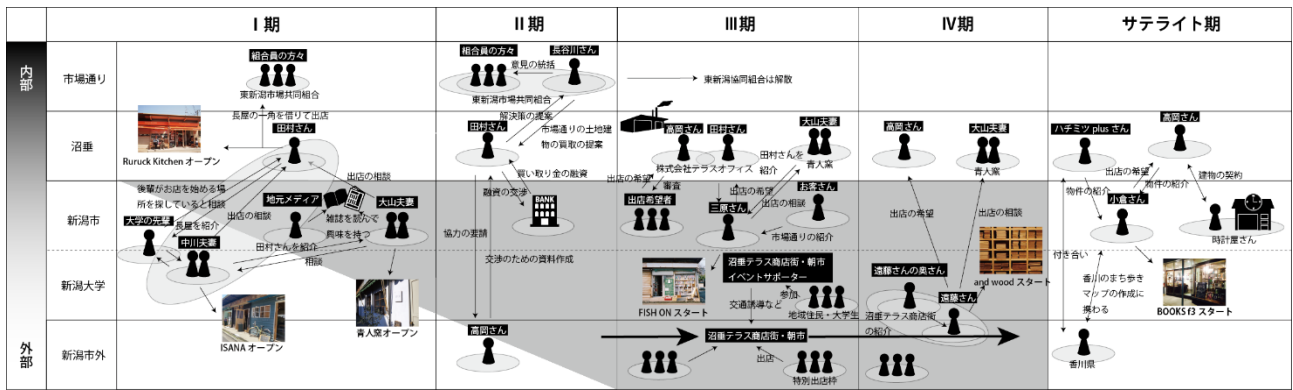 I 期
II 期
III 期
IV 期
サテライト期
内部
外部
市場通り
沼垂
新潟市
新潟大学
新潟市外
組合員の方々
東新潟市場共同組合
長屋の一角を借りて出店
田村さん
Ruruck Kitchen オープン
後輩がお店を始める場
所を探していると相談
出店の相談
出店の相談
地元メディア
大山夫妻
大学の先輩
長屋を紹介
雑誌を読んで
興味を持つ
中川夫妻
田村さんを紹介
相談
ISANA オープン
青人窯オープン
組合員の方々
長谷川さん
意見の統括
東新潟市場共同組合
解決策の提案
田村さん
市場通りの土地建
物の買取の提案
買い取り金の融資
融資の交渉
BANK
協力の要請
交渉のための資料作成
高岡さん
東新潟協同組合は解散
高岡さん
田村さん
大山夫妻
株式会社テラスオフィス
田村さんを
紹介
青人窯
出店の希望
審査
出店の希望
出店の相談
お客さん
出店希望者
三原さん
市場通りの紹介
沼垂テラス商店街・朝市
イベントサポーター
FISH ON スタート
交通誘導など
参加
地域住民・大学生
沼垂テラス商店街・朝市
出店
特別出店枠
高岡さん
大山夫妻
青人窯
出店の希望
出店の相談
and wood スタート
遠藤さんの奥さん
遠藤さん
沼垂テラス商店街
の紹介
ハチミツ plus さん
高岡さん
出店の希望
物件の紹介
物件の紹介
建物の契約
小倉さん
時計屋さん
付き合い
香川のまち歩き
マップの作成に
携わる
BOOKS f3 スタート
香川県